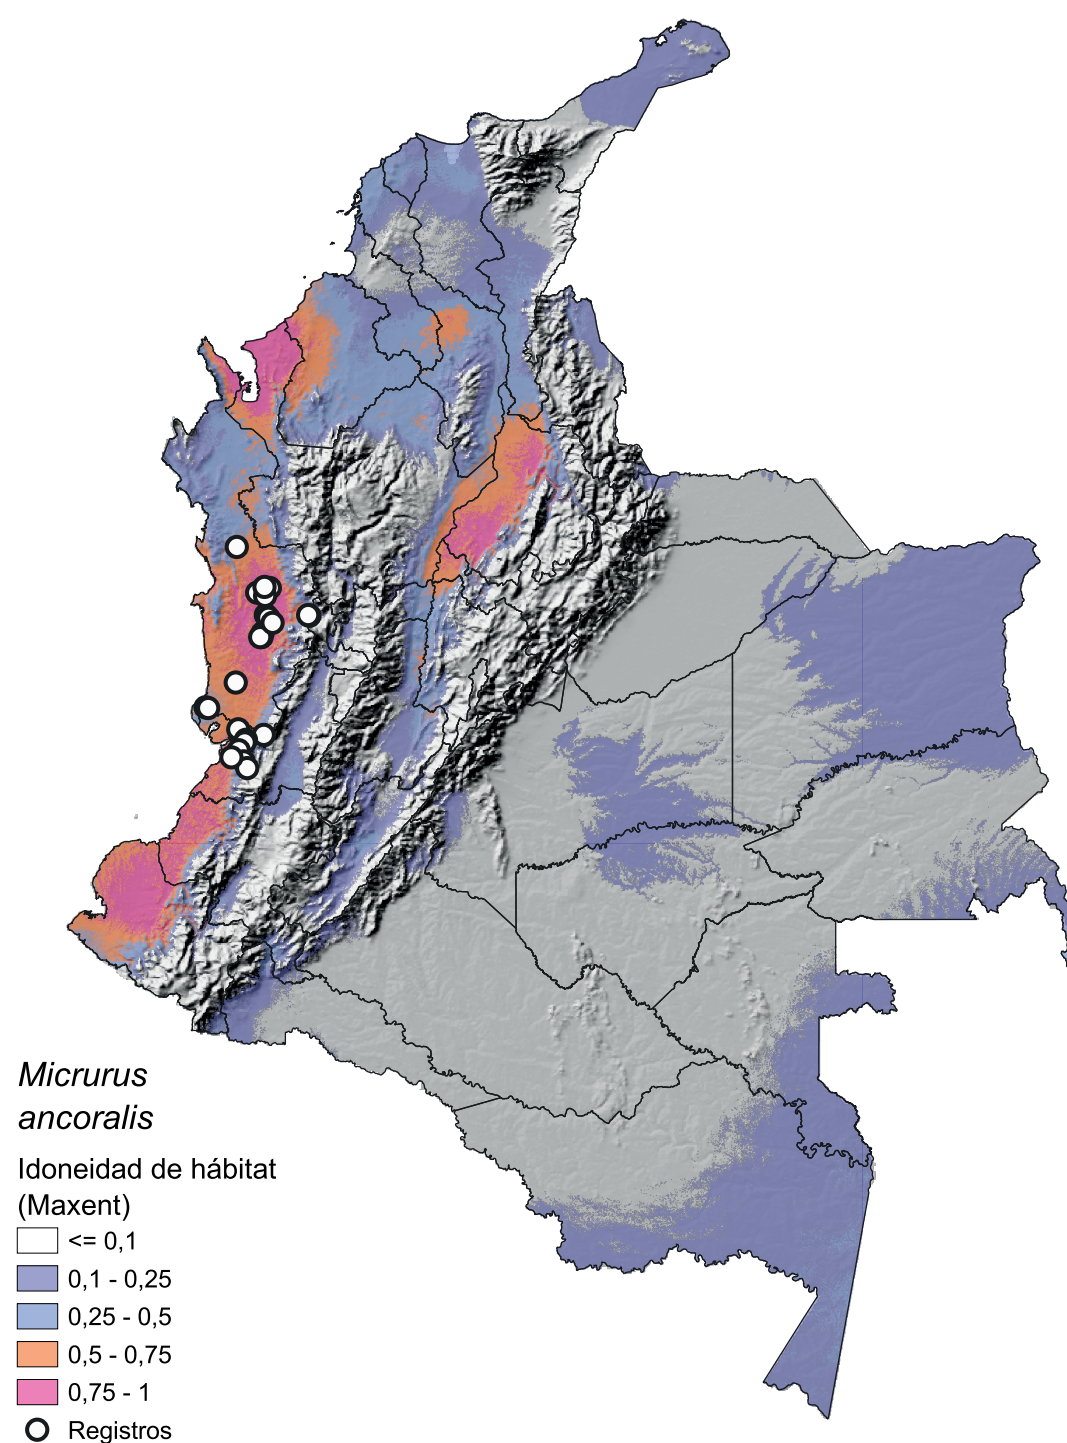 Micrurus
ancoralis
Idoneidad de hábitat
(Maxent)
<= 0,1
0,1 - 0,25
0,25 - 0,5
0,5 - 0,75
0,75 - 1
Registros